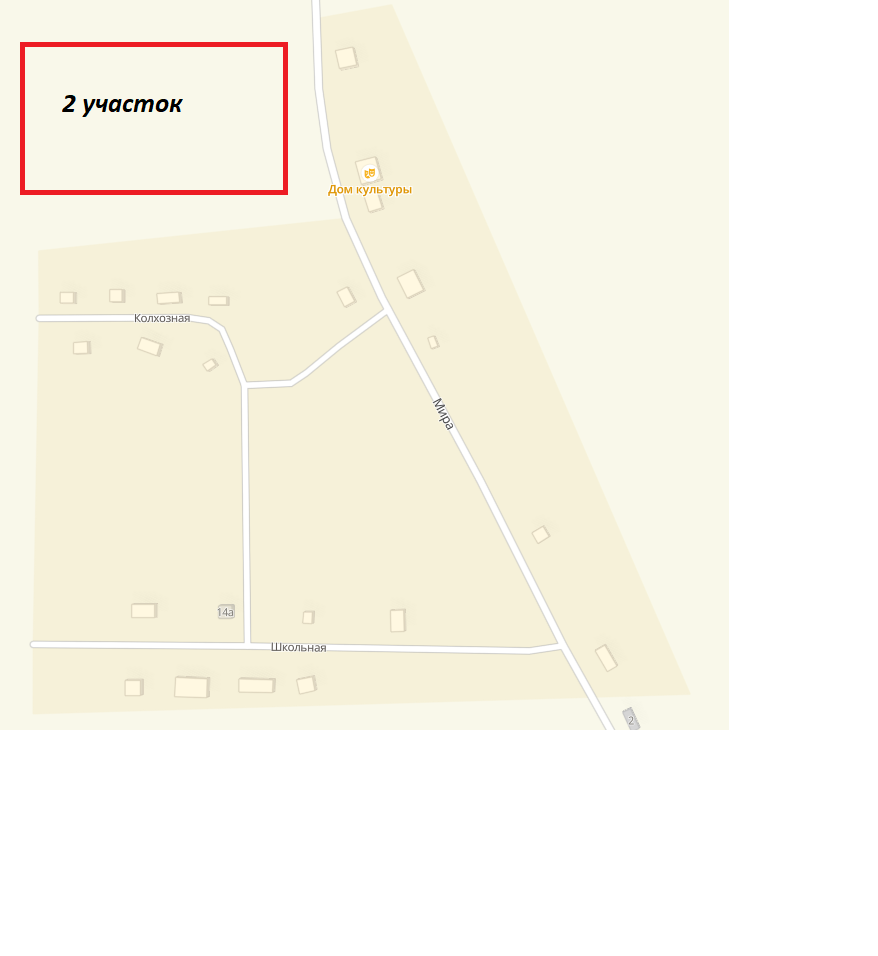 2 участок
Дом культуры
Колхозная
Мира
14а
Школьная
2